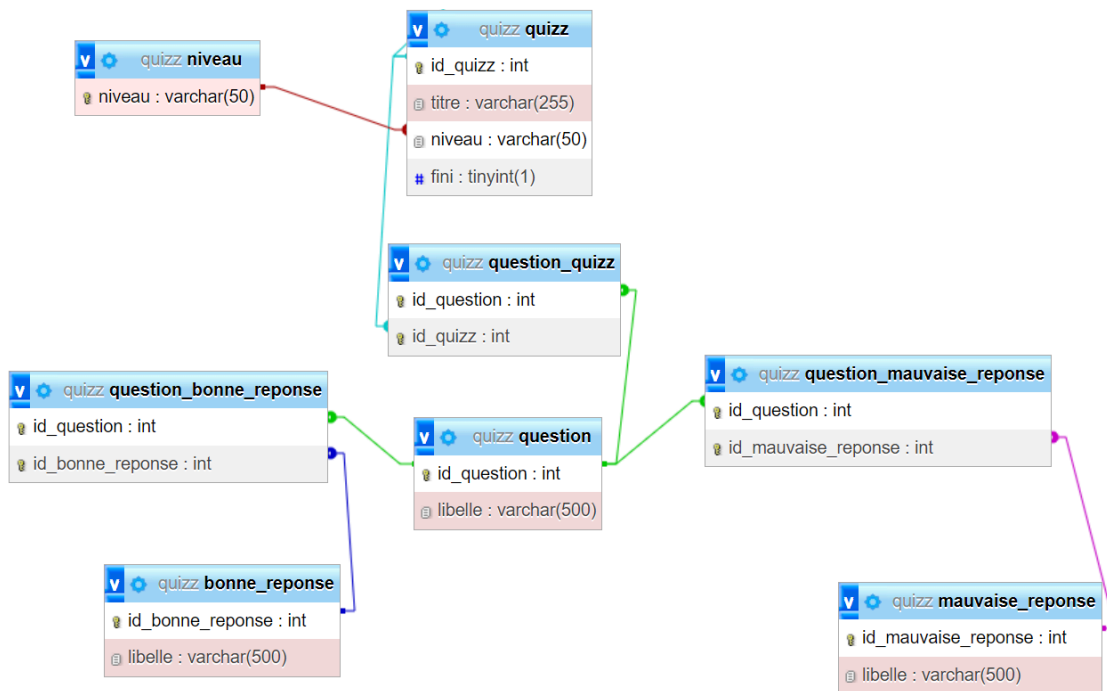 quizz niveau
niveau : varchar(50)
quizz quizz
id_quizz : int
titre : varchar(255)
niveau : varchar(50)
# fini : tinyint(1)
quizz question_quizz
id_question : int
id_quizz : int
quizz question_bonne_reponse
id_question : int
id_bonne_reponse : int
quizz question
id_question : int
libelle : varchar(500)
quizz question_mauvaise_reponse
id_question : int
id_mauvaise_reponse : int
quizz bonne_reponse
id_bonne_reponse : int
libelle : varchar(500)
quizz mauvaise_reponse
id_mauvaise_reponse : int
libelle : varchar(500)